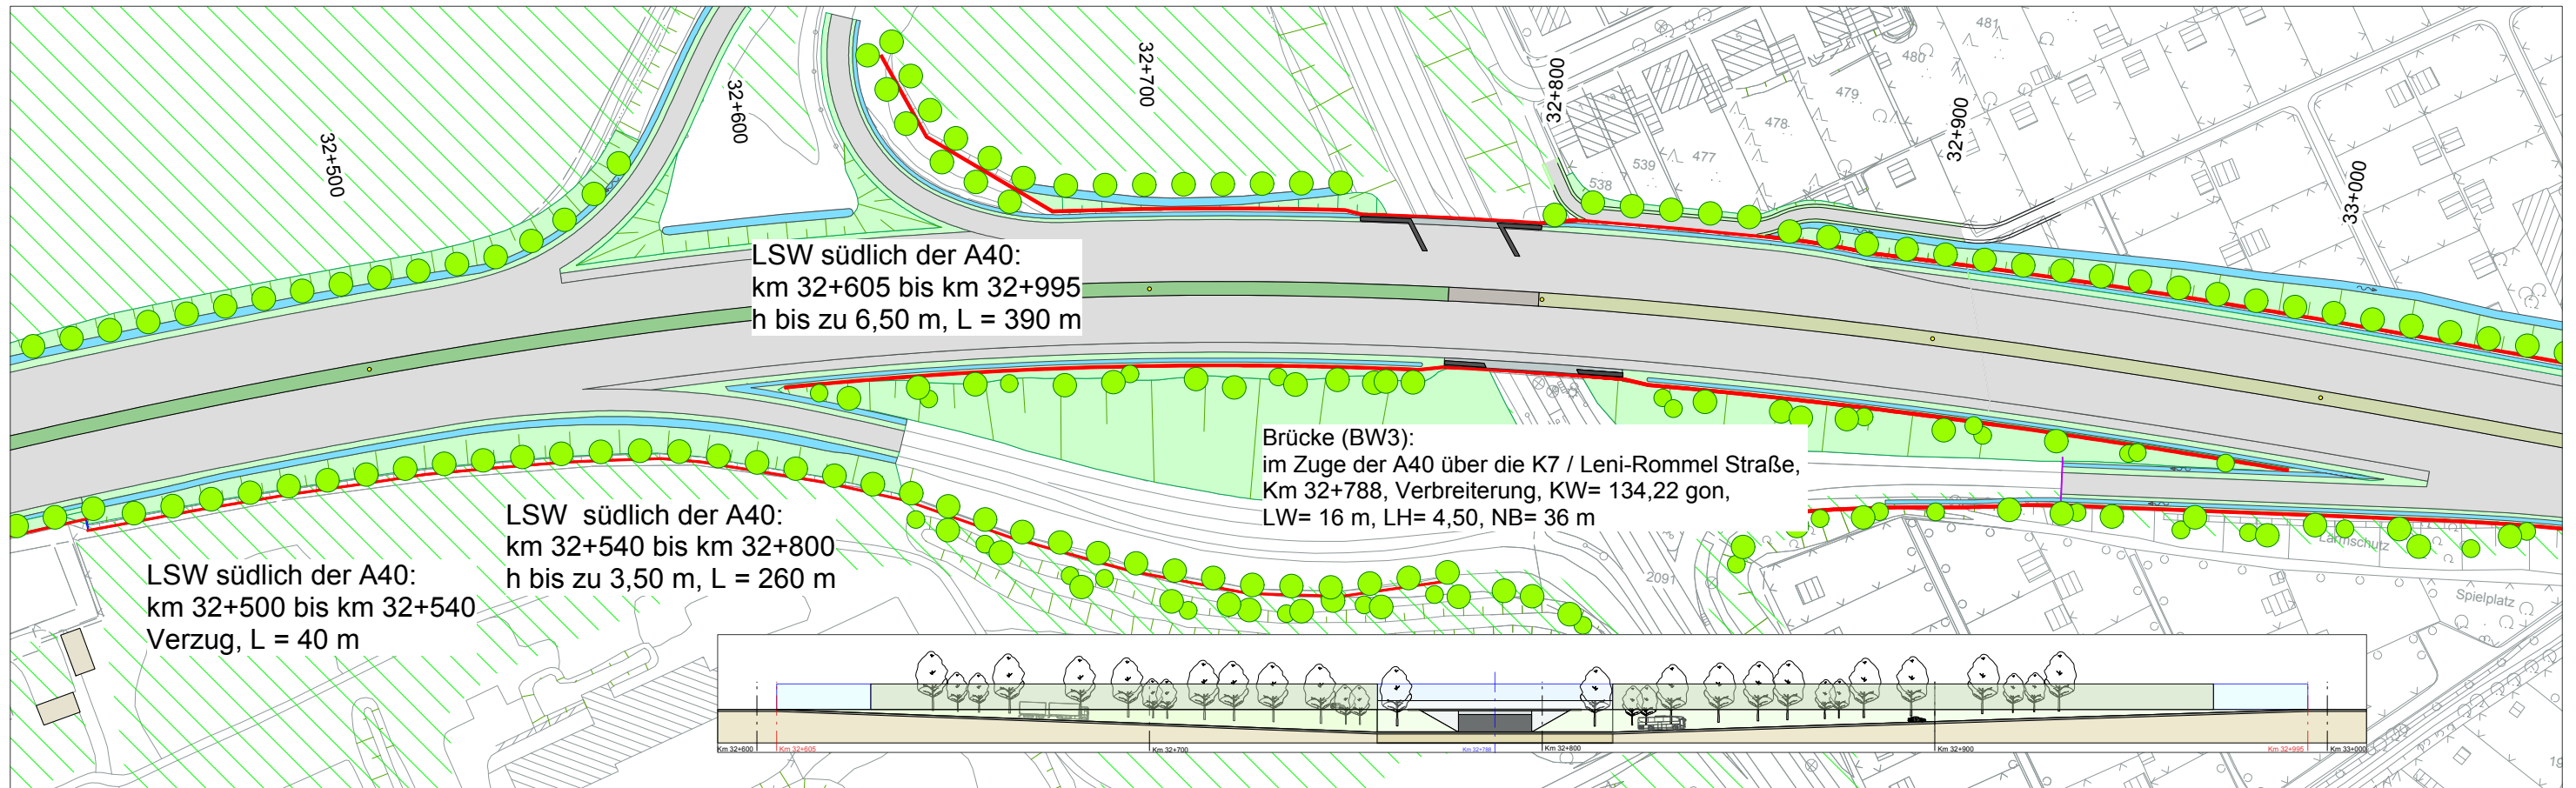 32+500
32+600
32+700
32+800
32+900
33+000
481
480
479
478
477
539
538
LSW südlich der A40:
km 32+605 bis km 32+995
h bis zu 6,50 m, L = 390 m
Brücke (BW3):
im Zuge der A40 über die K7 / Leni-Rommel Straße,
Km 32+788, Verbreiterung, KW= 134,22 gon,
LW= 16 m, LH= 4,50, NB= 36 m
LSW  südlich der A40:
km 32+540 bis km 32+800
h bis zu 3,50 m, L = 260 m
LSW südlich der A40:
km 32+500 bis km 32+540
Verzug, L = 40 m
Lärmschutz
Spielplatz
2091
Km 32+600
Km 32+605
Km 32+700
Km 32+788
Km 32+800
Km 32+900
Km 32+995
Km 33+000